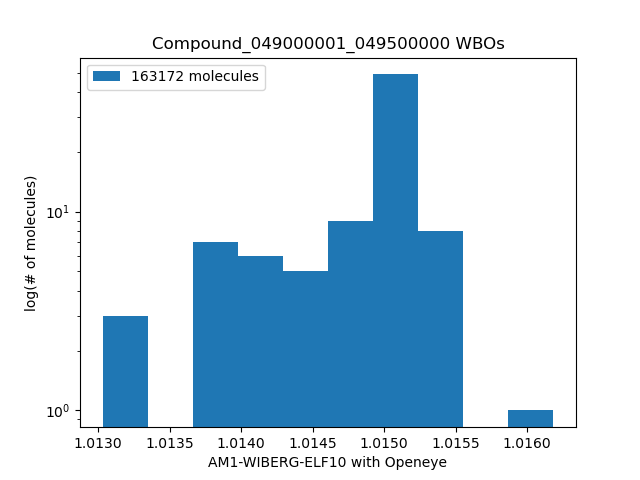 Compound_049000001_049500000 WBOs
163172 molecules
log(# of molecules)
10¹
10⁰
1.0130 1.0135 1.0140 1.0145 1.0150 1.0155 1.0160
AM1-WIBERG-ELF10 with Openeye